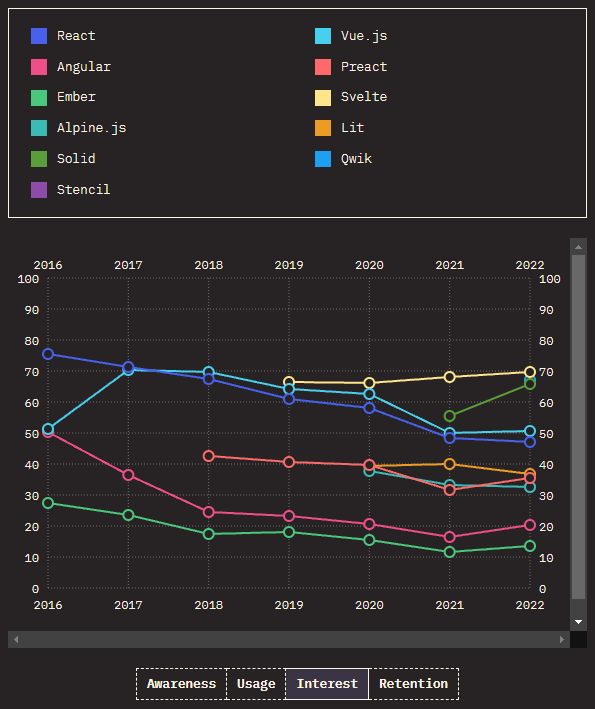 React Vue.js
Angular Preact
Ember Svelte
Alpine.js Lit
Solid Qwik
Stencil
2016 2017 2018 2019 2020 2021 2022
100 100
90 90
80 80
70 70
60 60
50 50
40 40
30 30
20 20
10 10
0 0
2016 2017 2018 2019 2020 2021 2022
Awareness Usage Interest Retention